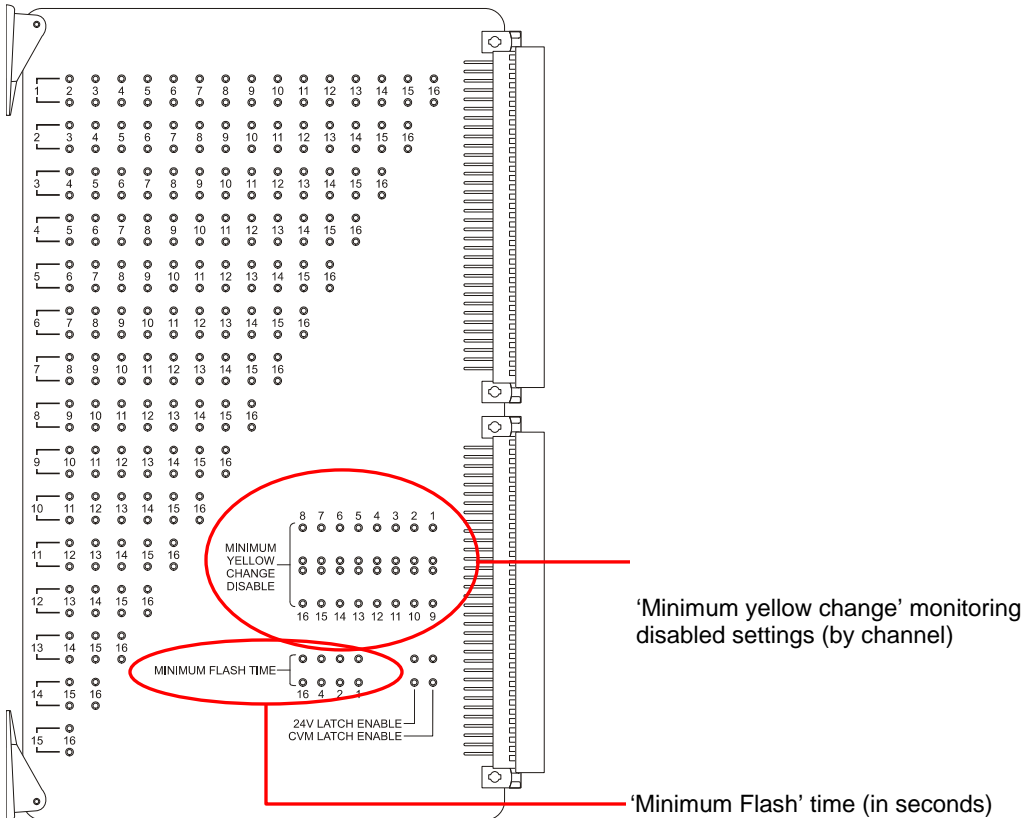 1 2 3 4 5 6 7 8 9 10 11 12 13 14 15 16
2 3 4 5 6 7 8 9 10 11 12 13 14 15 16
3 4 5 6 7 8 9 10 11 12 13 14 15 16
4 5 6 7 8 9 10 11 12 13 14 15 16
5 6 7 8 9 10 11 12 13 14 15 16
6 7 8 9 10 11 12 13 14 15 16
7 8 9 10 11 12 13 14 15 16
8 9 10 11 12 13 14 15 16
9 10 11 12 13 14 15 16
10 11 12 13 14 15 16
11 12 13 14 15 16
12 13 14 15 16
13 14 15 16
14 15 16
15 16
8 7 6 5 4 3 2 1
MINIMUM
YELLOW
CHANGE
DISABLE
16 15 14 13 12 11 10 9
MINIMUM FLASH TIME
16 4 2 1
24V LATCH ENABLE
CVM LATCH ENABLE
‘Minimum yellow change’ monitoring
disabled settings (by channel)
‘Minimum Flash’ time (in seconds)